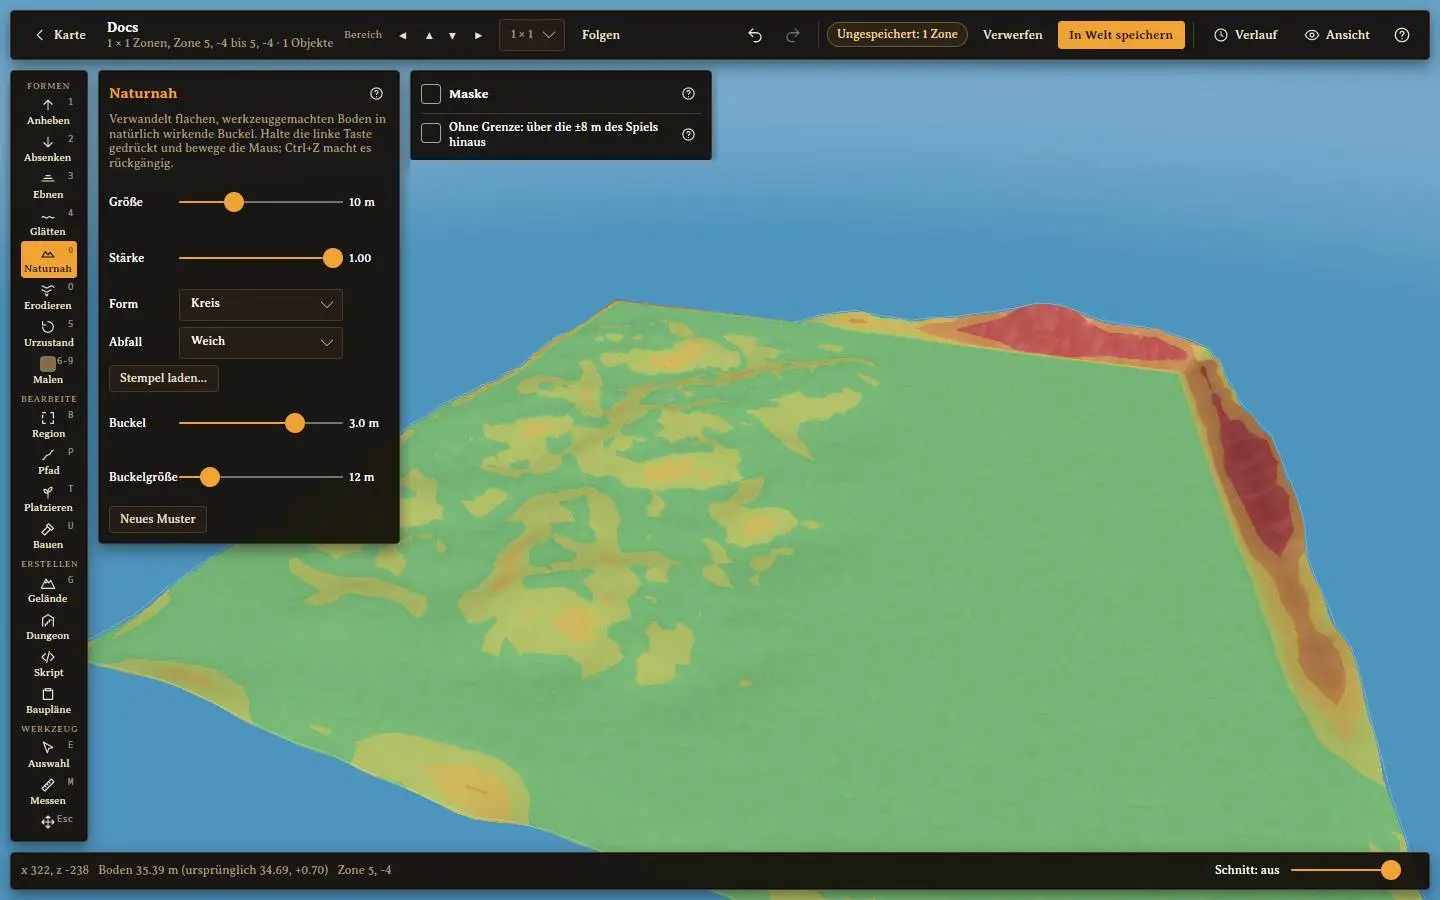 Karte
Docs
1 × 1 Zonen, Zone 5, -4 bis 5, -4 · 1 Objekte
Bereich
1 × 1
Folgen
Ungespeichert: 1 Zone
Verwerfen
In Welt speichern
Verlauf
Ansicht
FORMEN
1
Anheben
2
Absenken
3
Ebnen
4
Glätten
0
Naturnah
O
Erodieren
5
Urzustand
6-9
Malen
BEARBEITE
B
Region
P
Pfad
T
Platzieren
U
Bauen
ERSTELLEN
G
Gelände
Dungeon
Skript
Baupläne
WERKZEUG
E
Auswahl
M
Messen
Esc
Naturnah
Verwandelt flachen, werkzeuggemachten Boden in
natürlich wirkende Buckel. Halte die linke Taste
gedrückt und bewege die Maus; Ctrl+Z macht es
rückgängig.
Größe 10 m
Stärke 1.00
Form Kreis
Abfall Weich
Stempel laden...
Buckel 3.0 m
Buckelgröße 12 m
Neues Muster
Maske
Ohne Grenze: über die ±8 m des Spiels
hinaus
x 322, z -238 Boden 35.39 m (ursprünglich 34.69, +0.70) Zone 5, -4
Schnitt: aus